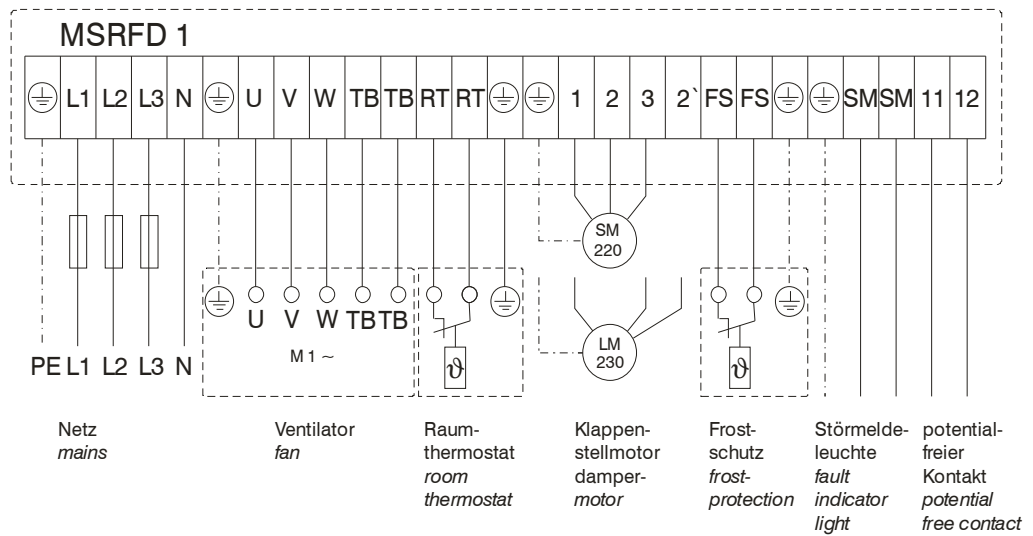 MSRFD 1
L1 L2 L3 N U V W TB TB RT RT 1 2 3 2` FS FS SM SM 11 12
SM
220
U V W TB TB
M 1 ~
LM
230
ϑ ϑ
PE L1 L2 L3 N
Netz
mains
Ventilator
fan
Raum-
thermostat
room
thermostat
Klappen-
stellmotor
damper-
motor
Frost-
schutz
frost-
protection
Störmelde-
leuchte
fault
indicator
light
potential-
freier
Kontakt
potential
free contact